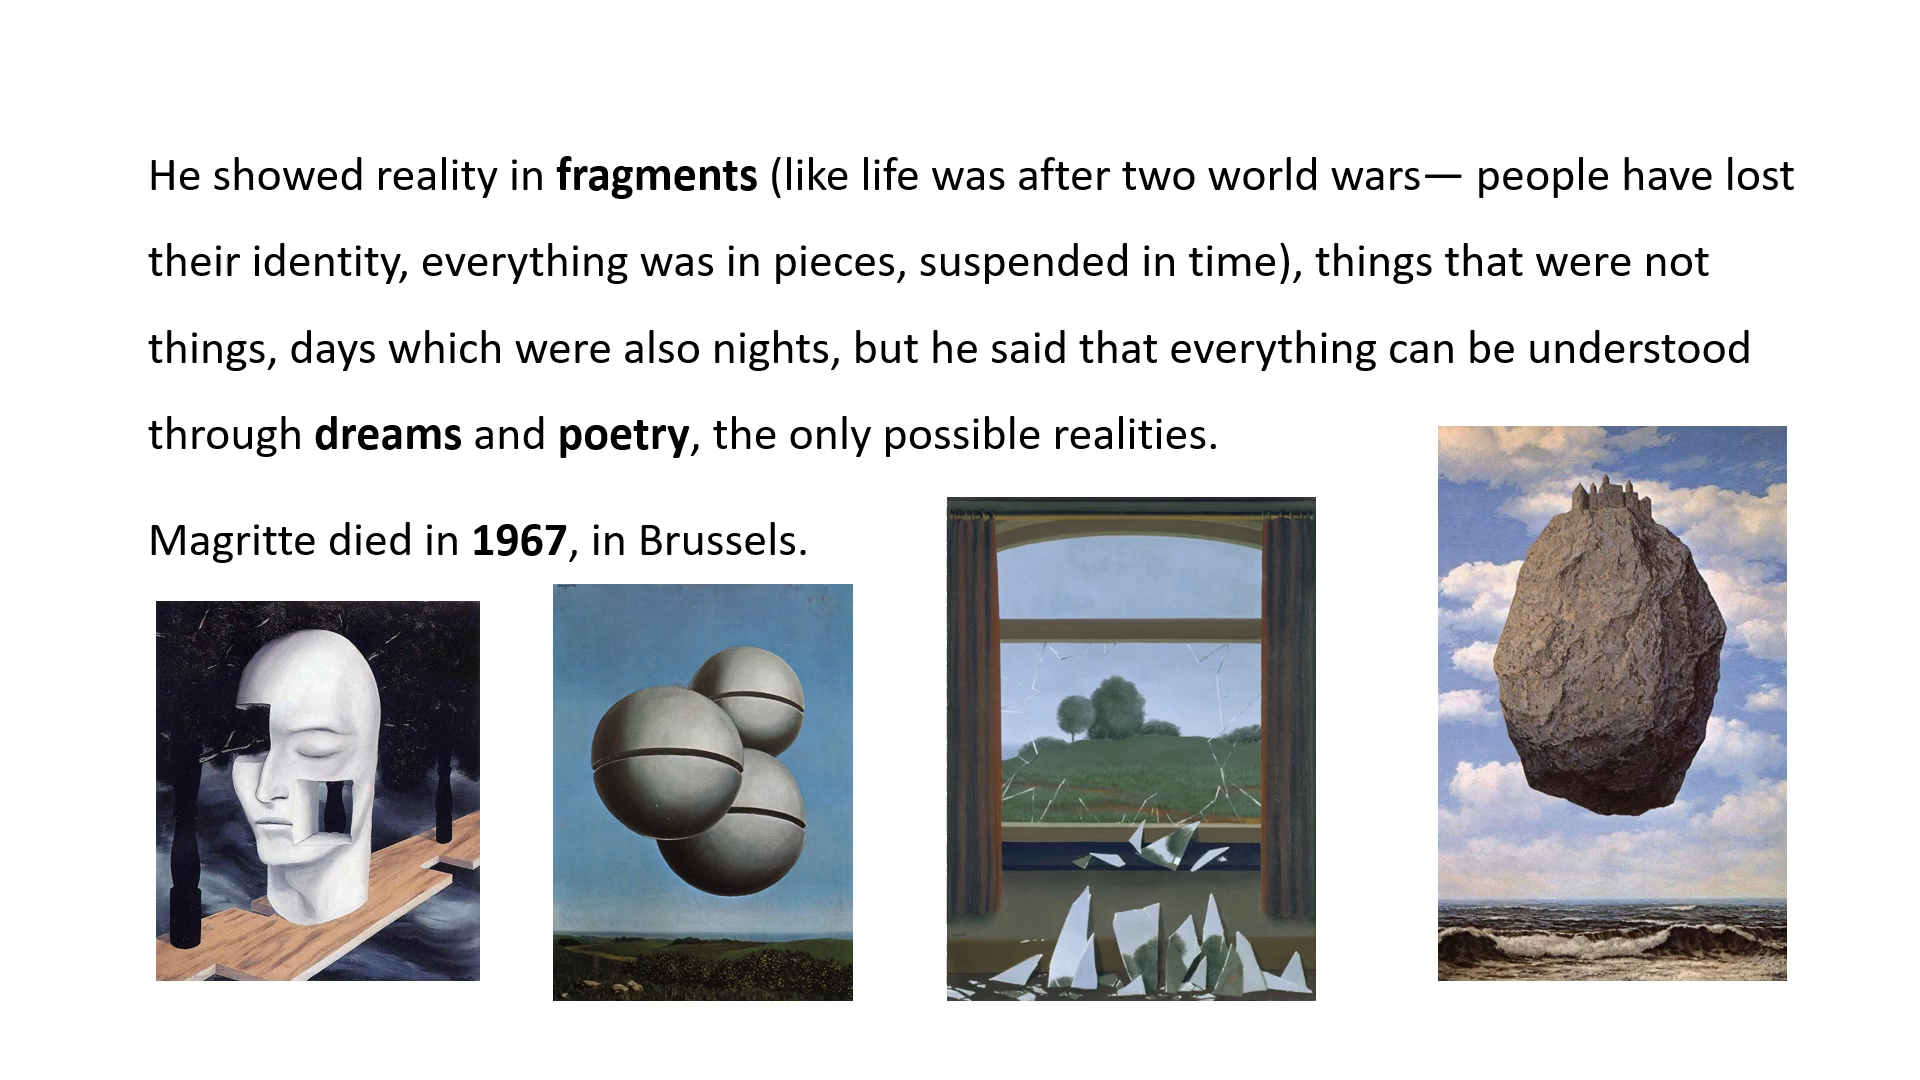 He showed reality in fragments (like life was after two world wars— people have lost
their identity, everything was in pieces, suspended in time), things that were not
things, days which were also nights, but he said that everything can be understood
through dreams and poetry, the only possible realities.
Magritte died in 1967, in Brussels.